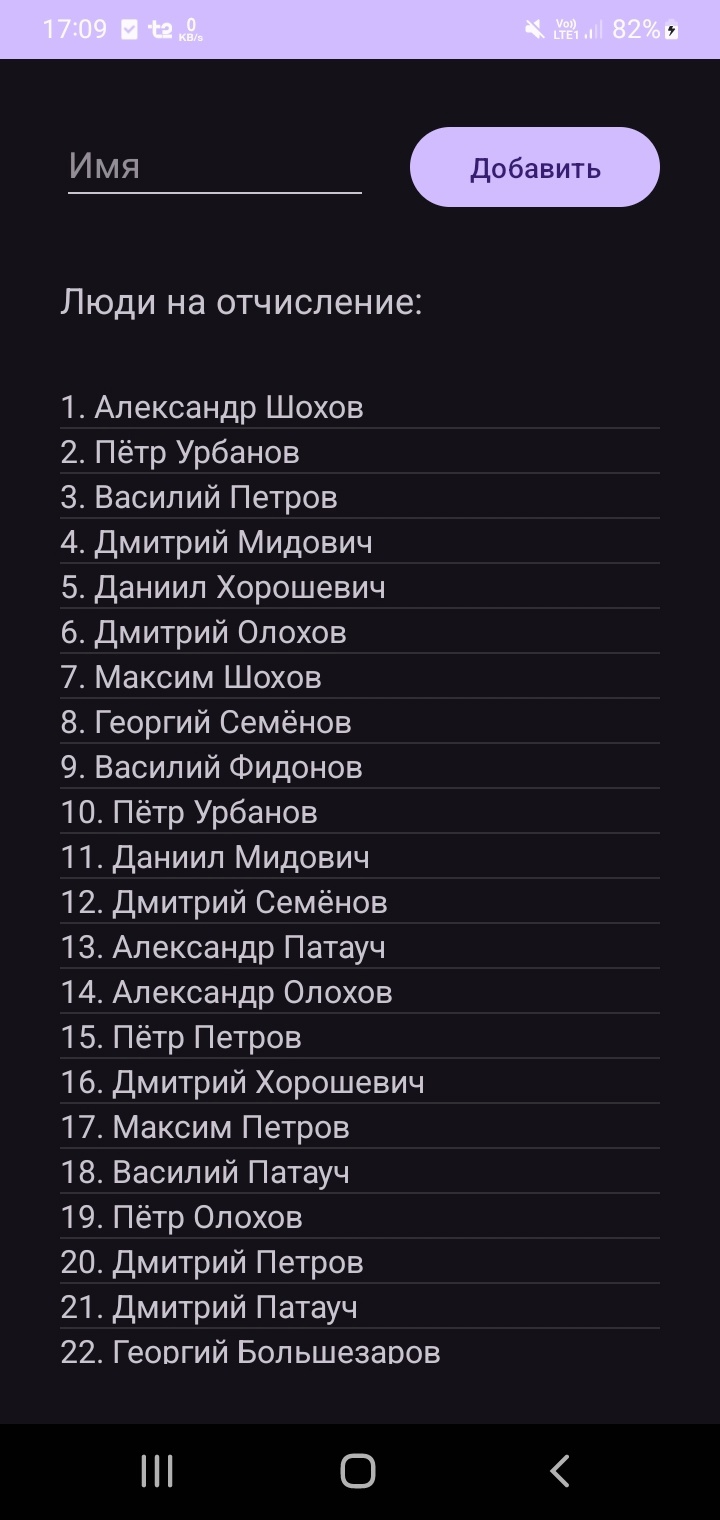 17:09 t2 0 KB/s Vo)) LTE1 82%
Имя
Добавить
Люди на отчисление:
1. Александр Шохов
2. Пётр Урбанов
3. Василий Петров
4. Дмитрий Мидович
5. Даниил Хорошевич
6. Дмитрий Олохов
7. Максим Шохов
8. Георгий Семёнов
9. Василий Фидонов
10. Пётр Урбанов
11. Даниил Мидович
12. Дмитрий Семёнов
13. Александр Патауч
14. Александр Олохов
15. Пётр Петров
16. Дмитрий Хорошевич
17. Максим Петров
18. Василий Патауч
19. Пётр Олохов
20. Дмитрий Петров
21. Дмитрий Патауч
22. Георгий Большезаров